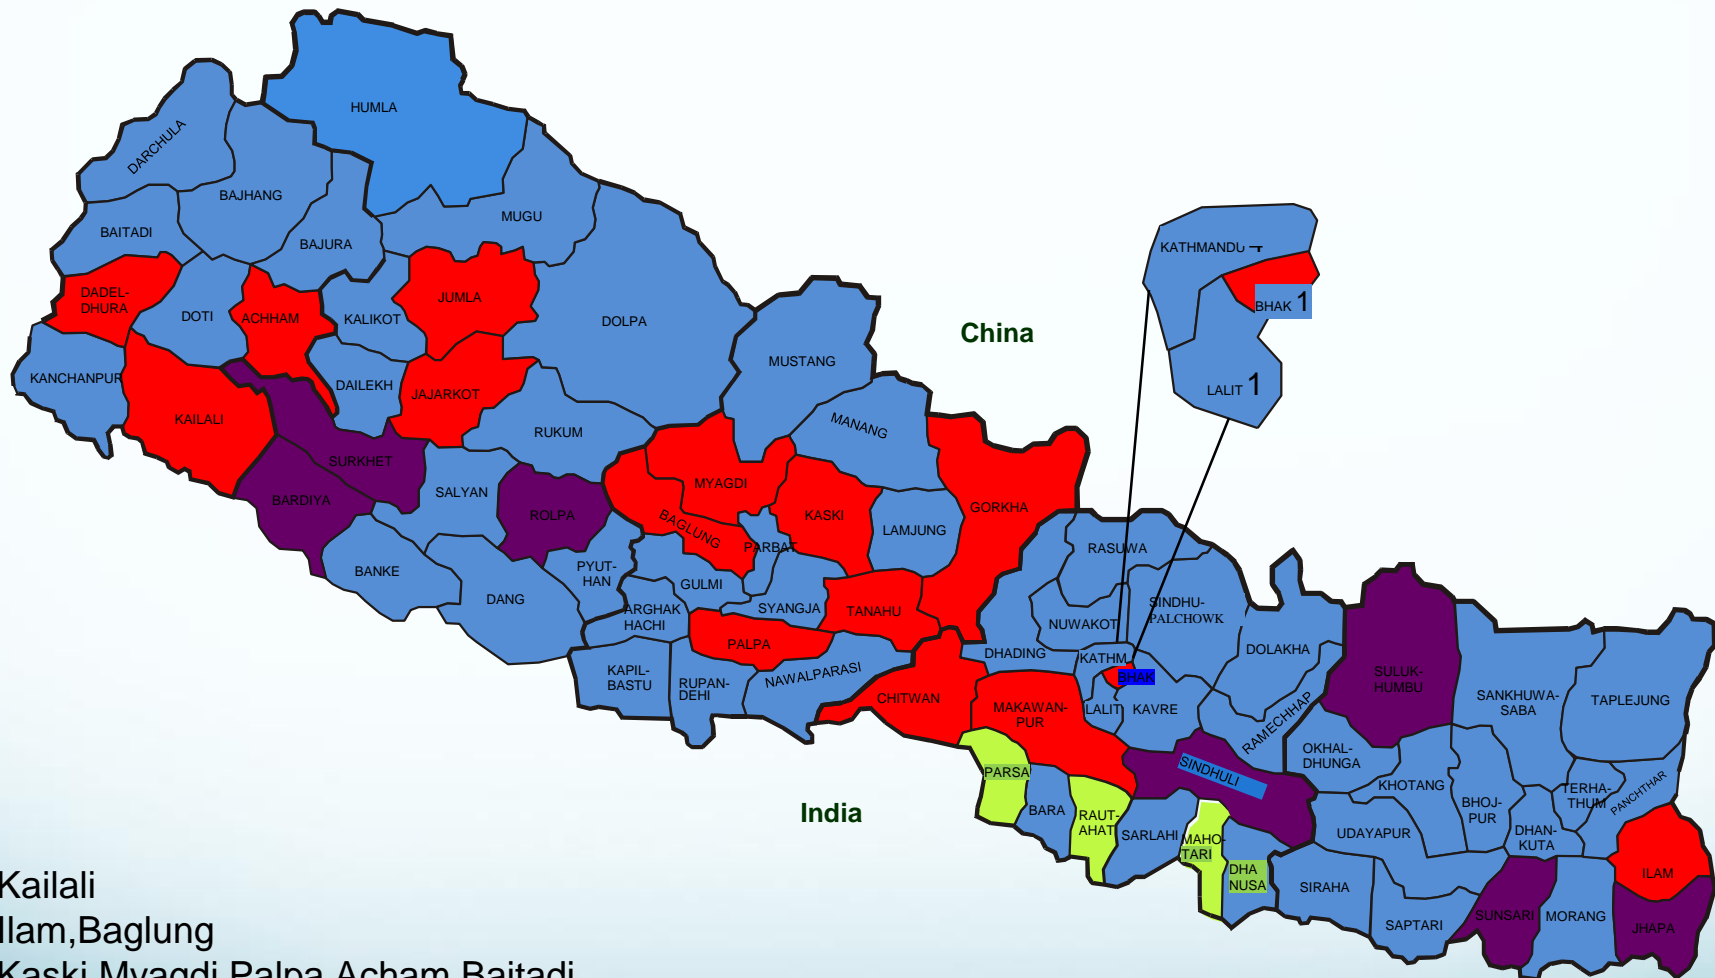 HUMLA
DARCHULA
BAJHANG
MUGU
BAITADI
BAJURA
DADEL-
DHURA
DOTI
ACHHAM
JUMLA
KALIKOT
DOLPA
KANCHANPUR
DAILEKH
JAJARKOT
KAILALI
RUKUM
MUSTANG
MANANG
SURKHET
BARDIYA
SALYAN
ROLPA
MYAGDI
BAGLUNG
PARBAT
KASKI
LAMJUNG
GORKHA
BANKE
DANG
PYUT-
HAN
GULMI
ARGHAK
HACHI
SYANGJA
TANAHU
PALPA
KAPIL-
BASTU
RUPAN-
DEHI
NAWALPARASI
CHITWAN
China
KATHMANDU
BHAK 1
LALIT 1
RASUWA
NUWAKOT
SINDHU-
PALCHOWK
DHADING
KATHM
BHAK
LALIT
KAVRE
DOLAKHA
RAMECHHAP
MAKAWAN-
PUR
SINDHULI
SULUK-
HUMBU
SANKHUWA-
SABA
TAPLEJUNG
OKHAL-
DHUNGA
KHOTANG
BHOJ-
PUR
TERHA-
THUM
PANCHTHAR
PARSA
BARA
RAUT-
AHAT
SARLAHI
MAHO-
TARI
DHA
NUSA
UDAYAPUR
DHAN-
KUTA
SIRAHA
SAPTARI
SUNSARI
MORANG
ILAM
JHAPA
India
Kailali
Ilam,Baglung
Kaski,Myagdi,Palpa,Acham,Baitadi